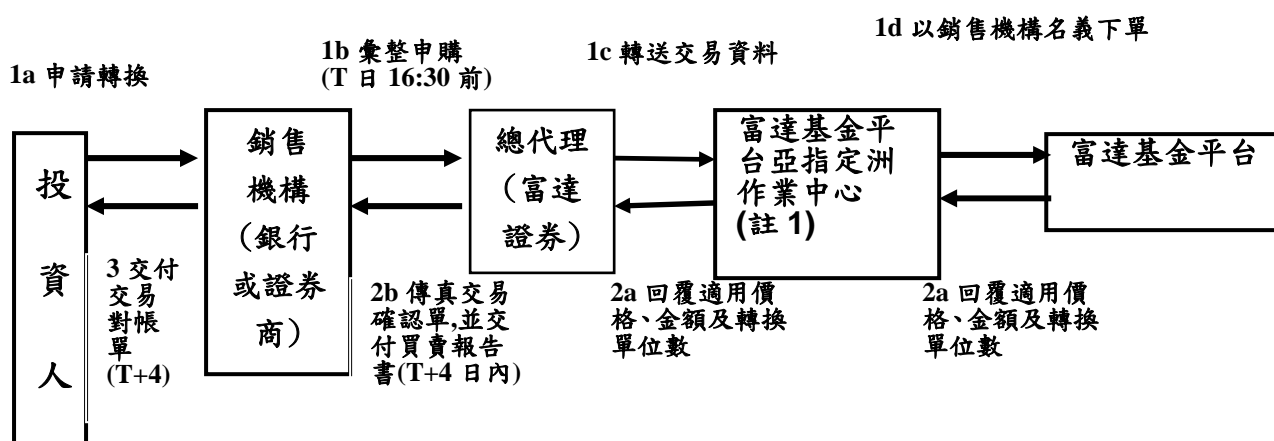 1a 申請轉換
1b 彙整申購
(T 日 16:30 前)
1c 轉送交易資料
1d 以銷售機構名義下單
投
資
人
銷售
機構
（銀行
或證券
商）
總代理
（富達
證券）
富達基金平
台亞指定洲
作業中心
(註 1)
富達基金平台
3 交付
交易
對帳
單
(T+4)
2b 傳真交易
確認單,並交
付買賣報告
書(T+4 日內)
2a 回覆適用價
格、金額及轉換
單位數
2a 回覆適用價
格、金額及轉換
單位數